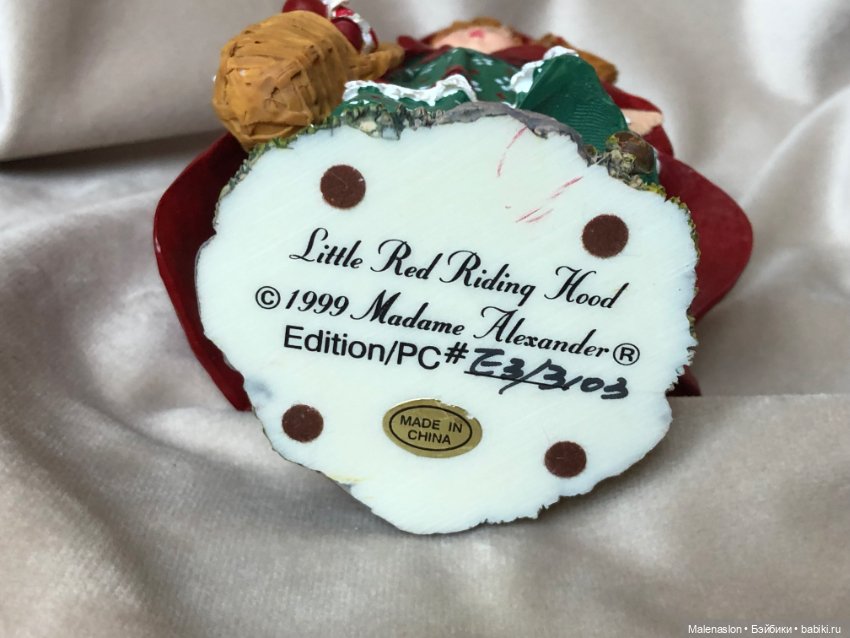 Little Red Riding Hood
©1999 Madame Alexander®
Edition/PC# E3/3103
MADE IN
CHINA
Malenaslon • Бэйбики • babiki.ru